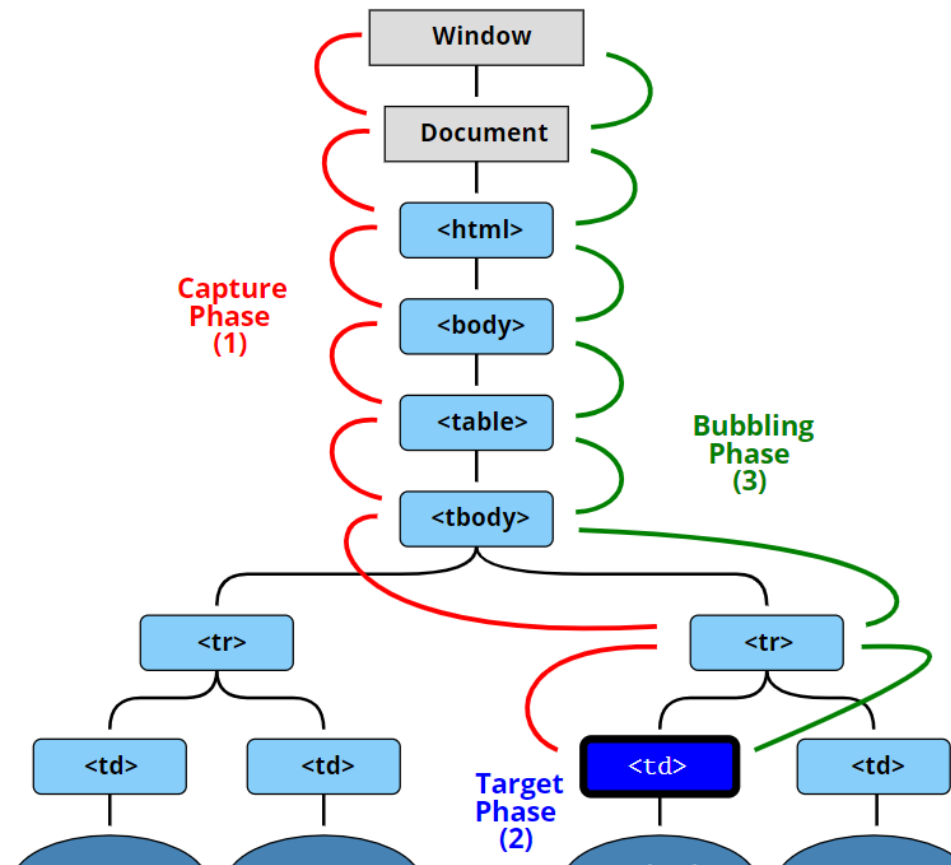 Window
Document
<html>
Capture
Phase
(1)
<body>
<table>
Bubbling
Phase
(3)
<tbody>
<tr>
<tr>
<td>
<td>
<td>
<td>
Target
Phase
(2)